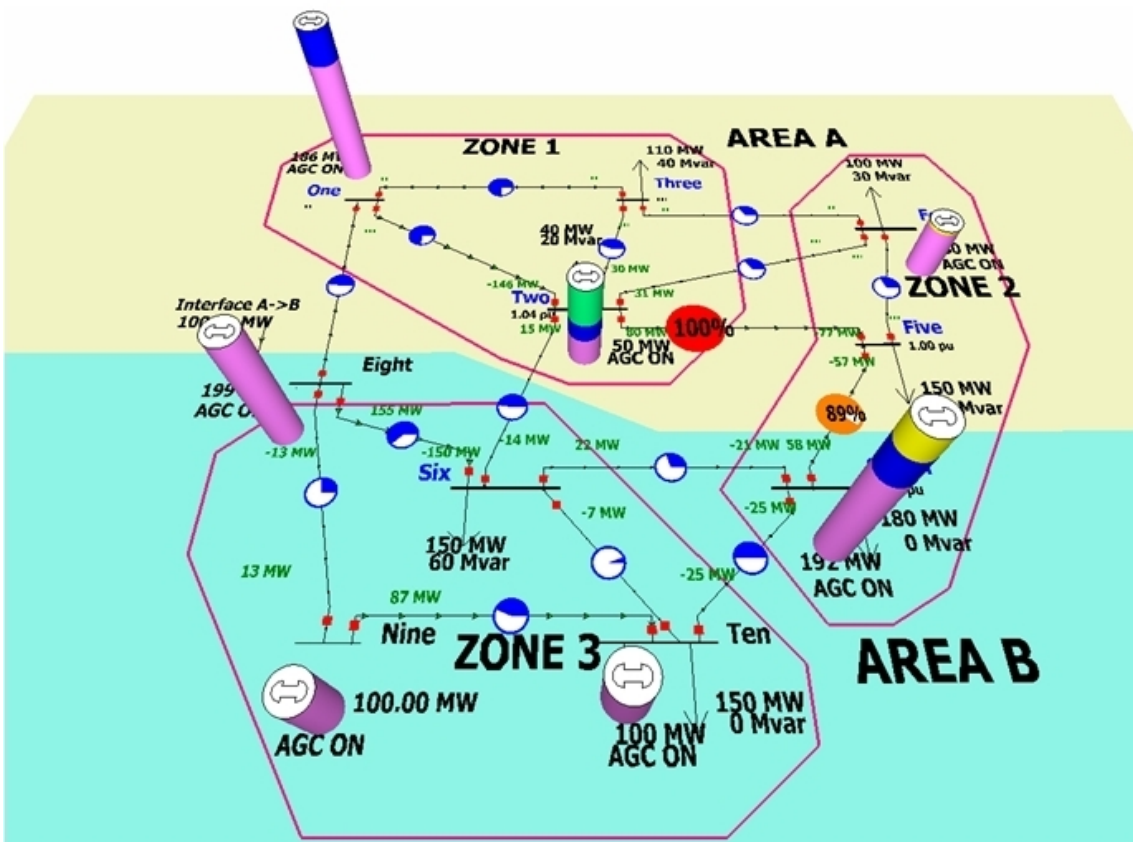 ZONE 1
AREA A
110 MW
40 Mvar
186 M
AGC ON
100 MW
30 Mvar
One
Three
40 MW
20 Mvar
30 MW
AGC ON
-146 MW
31 MW
ZONE 2
Interface A->B
100 MW
Two
1.04 pu
15 MW
80 MW
100%
-77 MW
Five
1.00 pu
50 MW
AGC ON
-57 MW
Eight
199
AGC O
150 MW
Mvar
155 MW
89%
-13 MW
-150 MW
-14 MW
22 MW
-21 MW
58 MW
Six
-7 MW
-25 MW
pu
180 MW
0 Mvar
150 MW
60 Mvar
192 MW
AGC ON
13 MW
-25 MW
87 MW
Nine
ZONE 3
Ten
AREA B
100.00 MW
AGC ON
150 MW
0 Mvar
100 MW
AGC ON